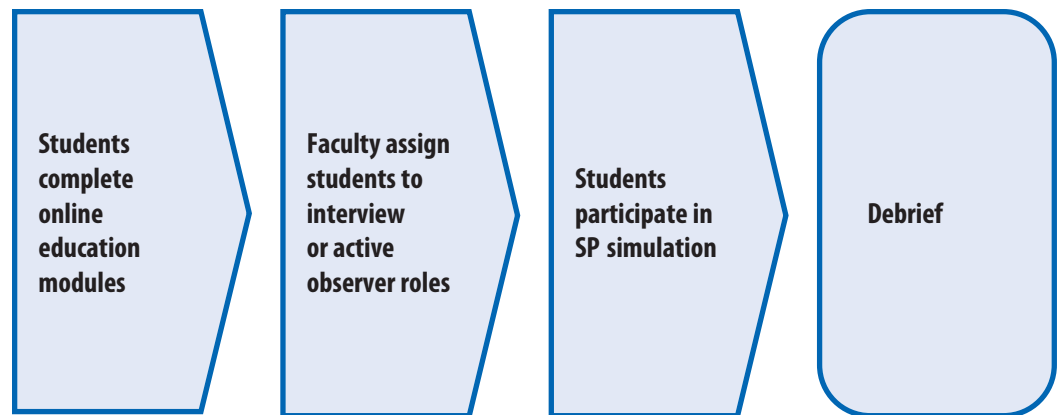 Students
complete
online
education
modules
Faculty assign
students to
interview
or active
observer roles
Students
participate in
SP simulation
Debrief